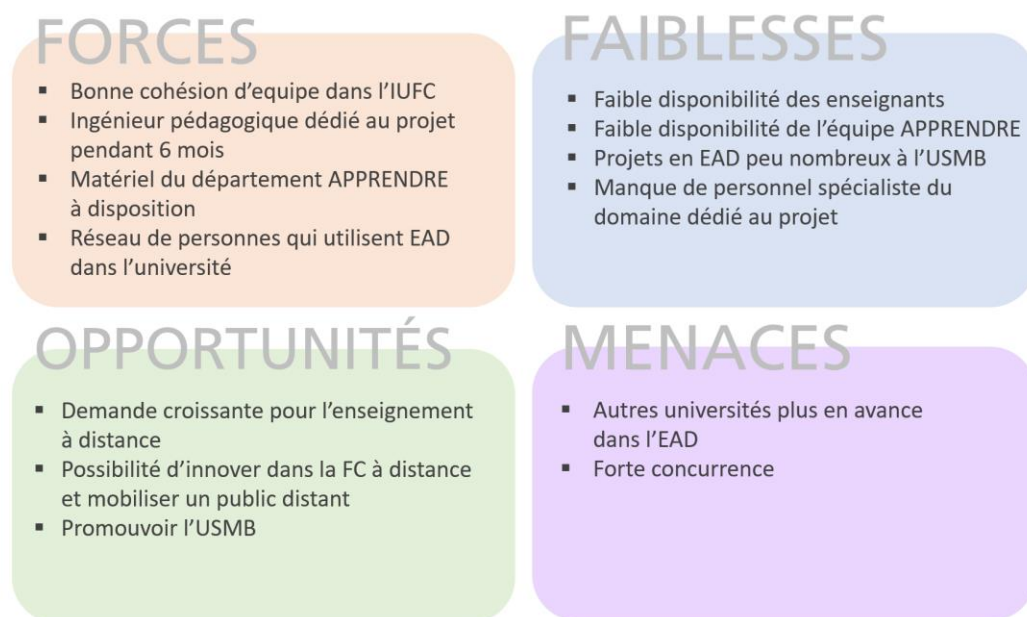 FORCES
▪ Bonne cohésion d'equipe dans l'IUFC
▪ Ingénieur pédagogique dédié au projet
pendant 6 mois
▪ Matériel du département APPRENDRE
à disposition
▪ Réseau de personnes qui utilisent EAD
dans l'université
FAIBLESSES
▪ Faible disponibilité des enseignants
▪ Faible disponibilité de l'équipe APPRENDRE
▪ Projets en EAD peu nombreux à l'USMB
▪ Manque de personnel spécialiste du
domaine dédié au projet
OPPORTUNITÉS
▪ Demande croissante pour l'enseignement
à distance
▪ Possibilité d'innover dans la FC à distance
et mobiliser un public distant
▪ Promouvoir l'USMB
MENACES
▪ Autres universités plus en avance
dans l'EAD
▪ Forte concurrence